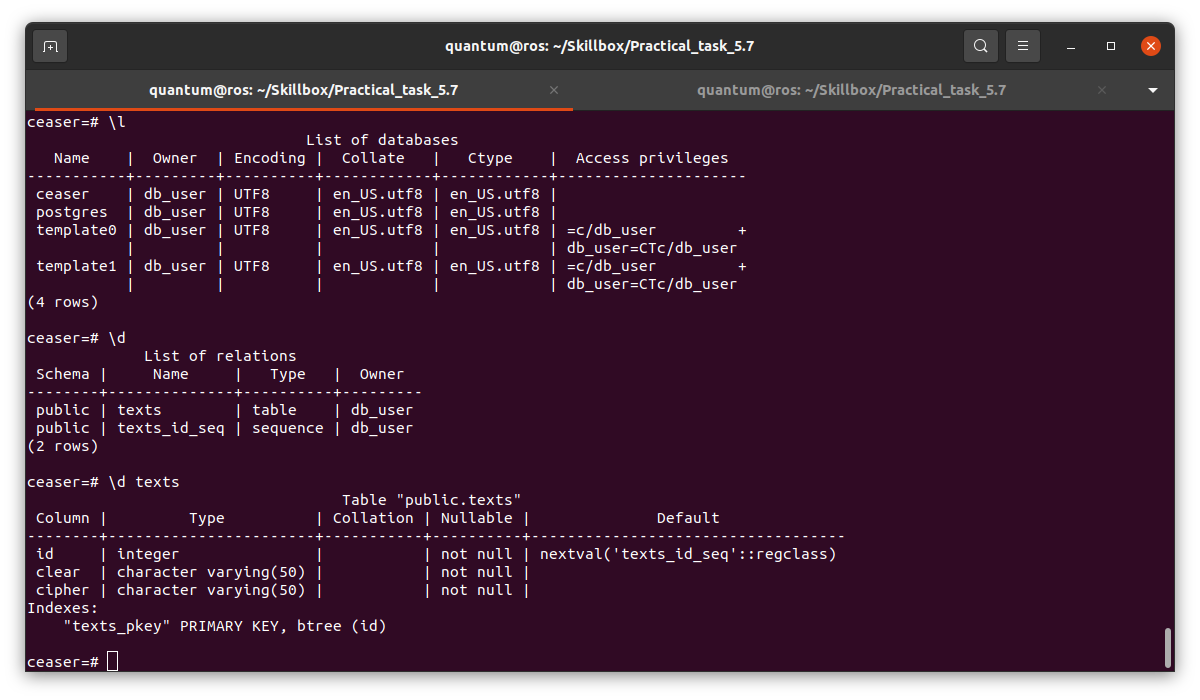 quantum@ros: ~/Skillbox/Practical_task_5.7
quantum@ros: ~/Skillbox/Practical_task_5.7 × quantum@ros: ~/Skillbox/Practical_task_5.7 ×
ceaser=# \l
                               List of databases
   Name    |  Owner  | Encoding |  Collate   |   Ctype    |  Access privileges
-----------+---------+----------+------------+------------+---------------------
 ceaser    | db_user | UTF8     | en_US.utf8 | en_US.utf8 |
 postgres  | db_user | UTF8     | en_US.utf8 | en_US.utf8 |
 template0 | db_user | UTF8     | en_US.utf8 | en_US.utf8 | =c/db_user         +
           |         |          |            |            | db_user=CTc/db_user
 template1 | db_user | UTF8     | en_US.utf8 | en_US.utf8 | =c/db_user         +
           |         |          |            |            | db_user=CTc/db_user
(4 rows)
ceaser=# \d
             List of relations
 Schema |     Name     |   Type   |  Owner
--------+--------------+----------+---------
 public | texts        | table    | db_user
 public | texts_id_seq | sequence | db_user
(2 rows)
ceaser=# \d texts
                                   Table "public.texts"
 Column |         Type          | Collation | Nullable |              Default
--------+-----------------------+-----------+----------+-----------------------------------
 id     | integer               |           | not null | nextval('texts_id_seq'::regclass)
 clear  | character varying(50) |           | not null |
 cipher | character varying(50) |           | not null |
Indexes:
    "texts_pkey" PRIMARY KEY, btree (id)
ceaser=#